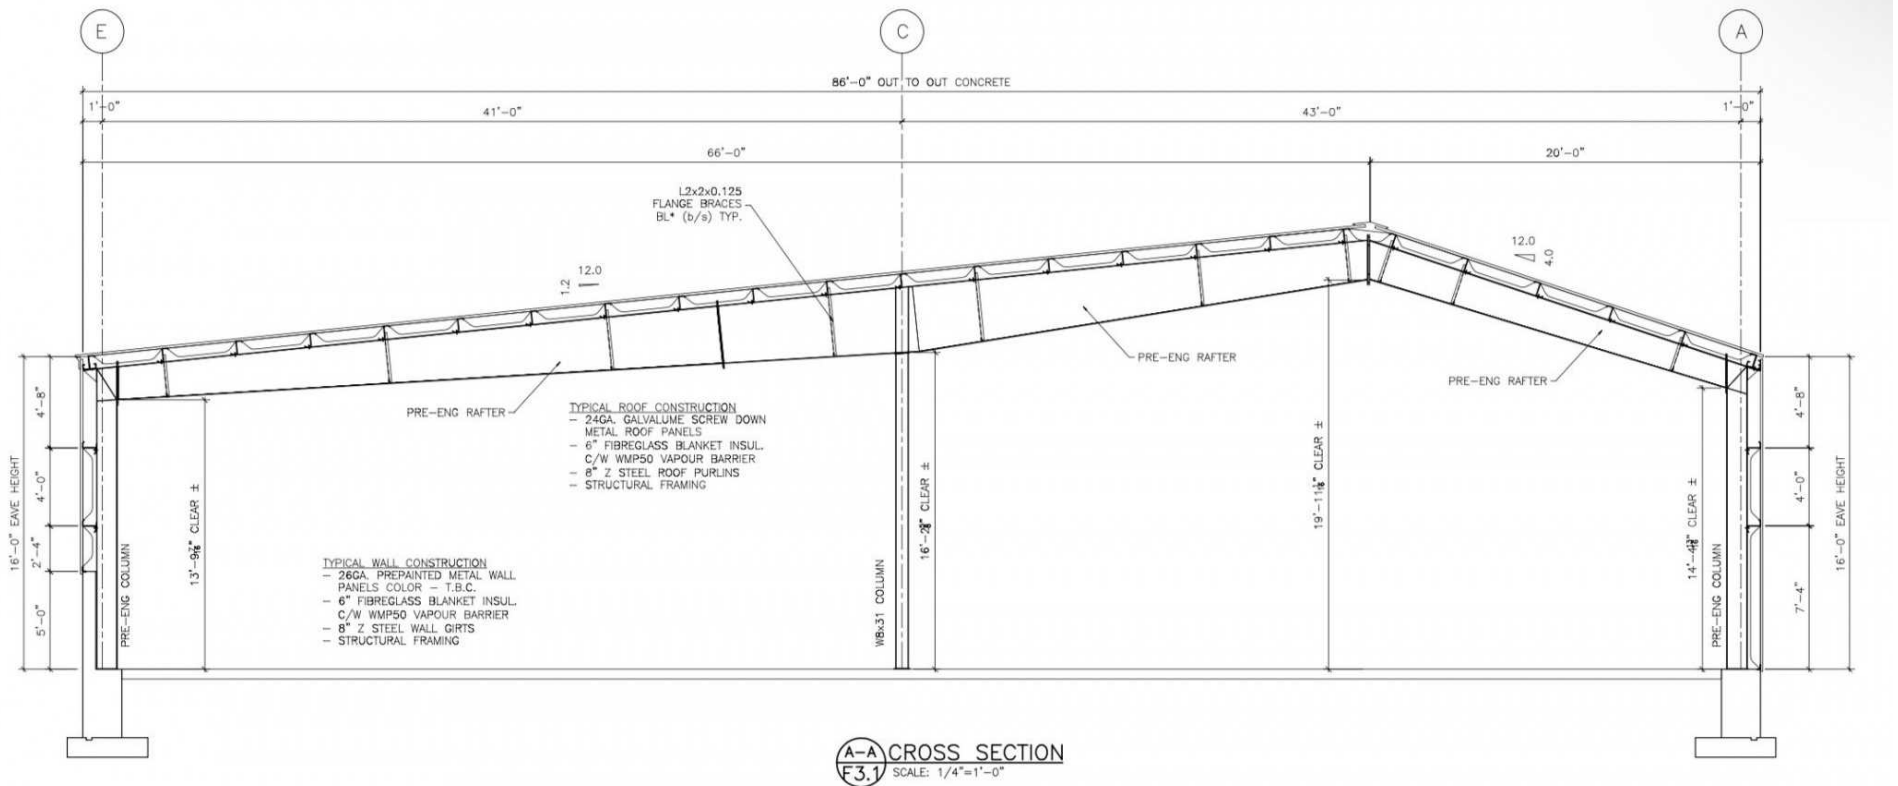 E
C
A
86'-0" OUT TO OUT CONCRETE
1'-0"
41'-0"
43'-0"
1'-0"
66'-0"
20'-0"
L2x2x0.125
FLANGE BRACES
BL* (b/s) TYP.
12.0
1.2
12.0
4.0
PRE-ENG RAFTER
PRE-ENG RAFTER
PRE-ENG RAFTER
TYPICAL ROOF CONSTRUCTION
- 24GA. GALVALUME SCREW DOWN
METAL ROOF PANELS
- 6" FIBREGLASS BLANKET INSUL.
C/W WMP50 VAPOUR BARRIER
- 8" Z STEEL ROOF PURLINS
- STRUCTURAL FRAMING
TYPICAL WALL CONSTRUCTION
- 26GA. PREPAINTED METAL WALL
PANELS COLOR - T.B.C.
- 6" FIBREGLASS BLANKET INSUL.
C/W WMP50 VAPOUR BARRIER
- 8" Z STEEL WALL GIRTS
- STRUCTURAL FRAMING
16'-0" EAVE HEIGHT
4'-8"
4'-0"
2'-4"
5'-0"
PRE-ENG COLUMN
CLEAR ±
W8x31 COLUMN
CLEAR ±
CLEAR ±
CLEAR ±
PRE-ENG COLUMN
4'-8"
4'-0"
7'-4"
16'-0" EAVE HEIGHT
A-A
F3.1
CROSS SECTION
SCALE: 1/4"=1'-0"